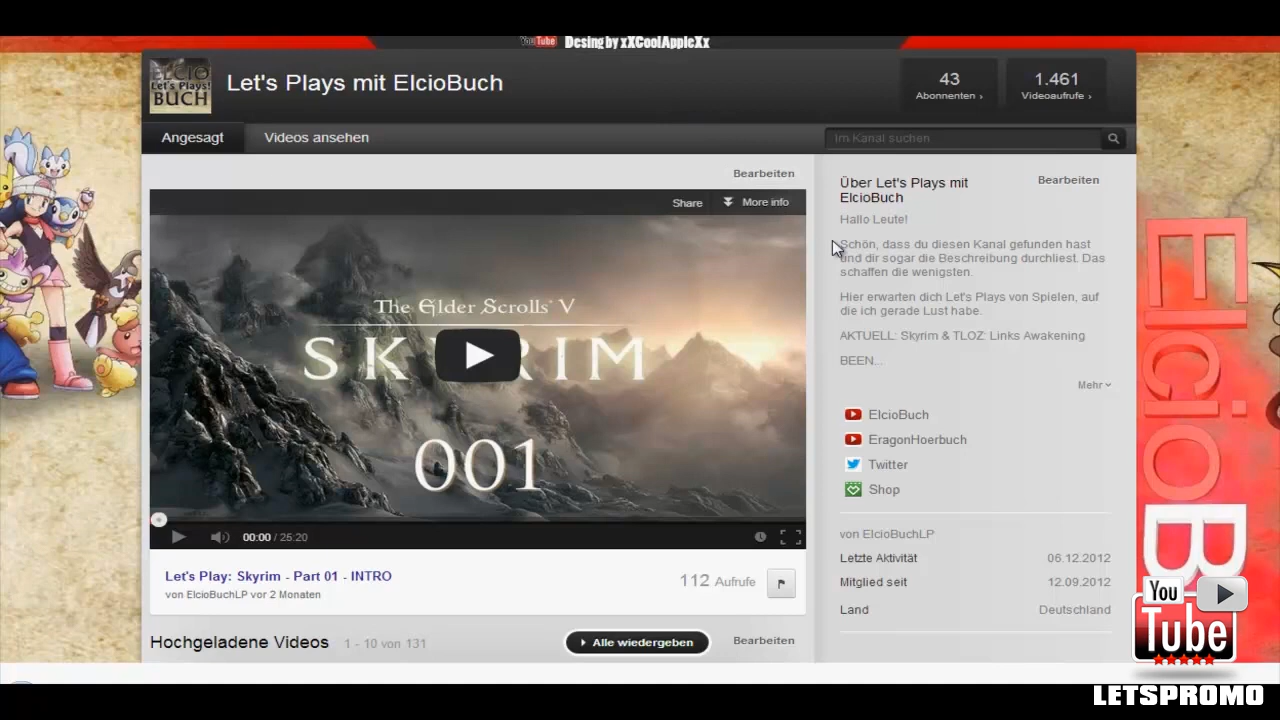 YouTube Desing by xXCoolAppleXx
ELCIO
Let's Plays!
BUCH
Let's Plays mit ElcioBuch
43
Abonnenten ›
1.461
Videoaufrufe ›
Angesagt
Videos ansehen
Im Kanal suchen
Bearbeiten
Share
More info
The Elder Scrolls V
SKYRIM
001
00:00 / 25:20
Let's Play: Skyrim - Part 01 - INTRO
von ElcioBuchLP vor 2 Monaten
112 Aufrufe
Hochgeladene Videos
1 - 10 von 131
Alle wiedergeben
Bearbeiten
Über Let's Plays mit
ElcioBuch
Bearbeiten
Hallo Leute!
Schön, dass du diesen Kanal gefunden hast
und dir sogar die Beschreibung durchliest. Das
schaffen die wenigsten.
Hier erwarten dich Let's Plays von Spielen, auf
die ich gerade Lust habe.
AKTUELL: Skyrim & TLOZ: Links Awakening
BEEN...
Mehr
ElcioBuch
EragonHoerbuch
Twitter
Shop
von ElcioBuchLP
Letzte Aktivität 06.12.2012
Mitglied seit 12.09.2012
Land Deutschland
ElcioB
You
Tube
LETSPROMO